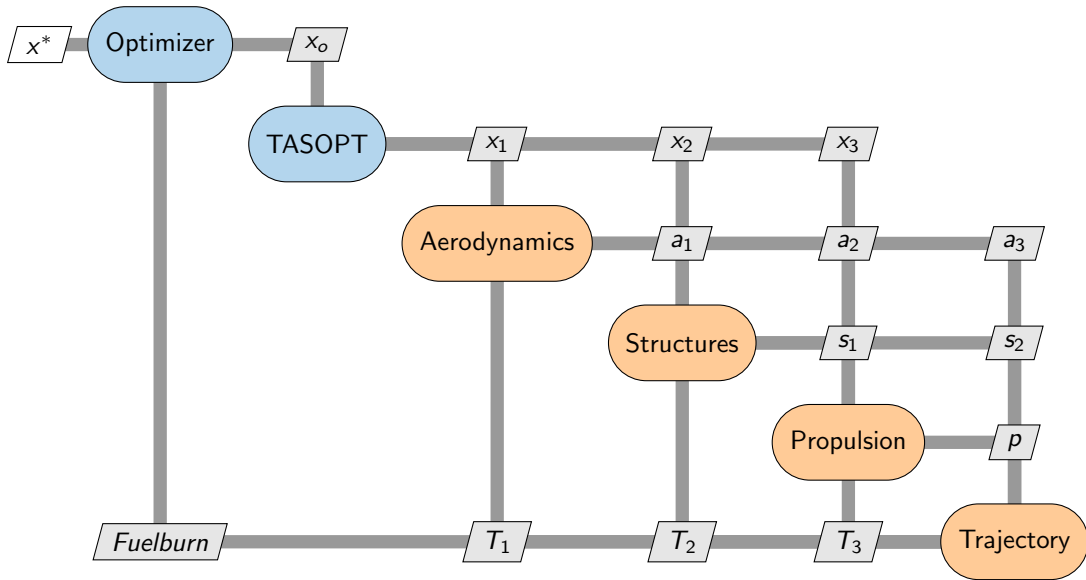 x* Optimizer x_o
TASOPT x_1 x_2 x_3
Aerodynamics a_1 a_2 a_3
Structures s_1 s_2
Propulsion p
Fuelburn T_1 T_2 T_3 Trajectory